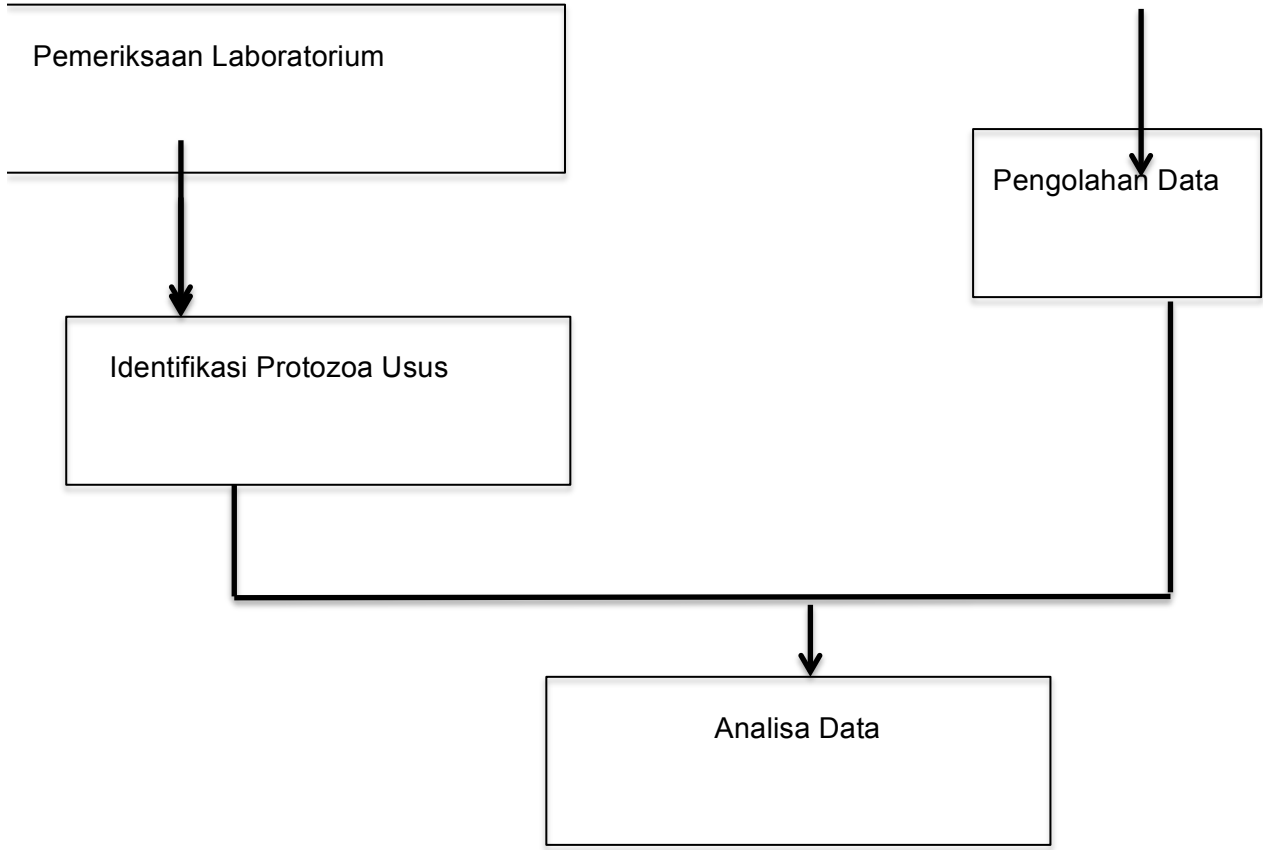 Pemeriksaan Laboratorium
Pengolahan Data
Identifikasi Protozoa Usus
Analisa Data